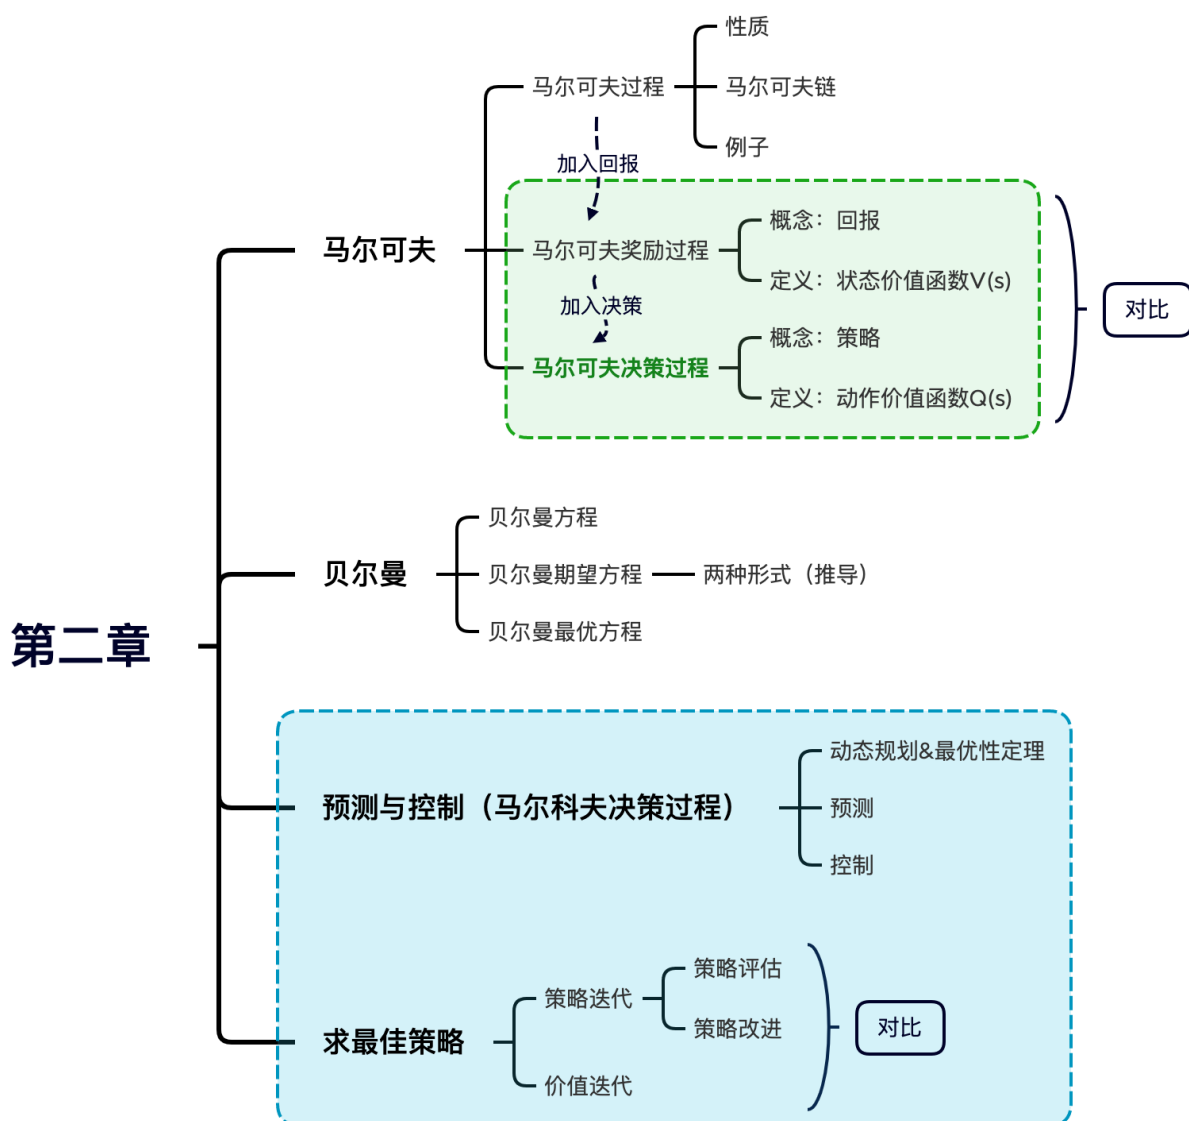 第二章
马尔可夫
马尔可夫过程
性质
马尔可夫链
例子
加入回报
马尔可夫奖励过程
概念：回报
定义：状态价值函数V(s)
加入决策
马尔可夫决策过程
概念：策略
定义：动作价值函数Q(s)
对比
贝尔曼
贝尔曼方程
贝尔曼期望方程
两种形式（推导）
贝尔曼最优方程
预测与控制（马尔科夫决策过程）
动态规划&最优性定理
预测
控制
求最佳策略
策略迭代
策略评估
策略改进
价值迭代
对比